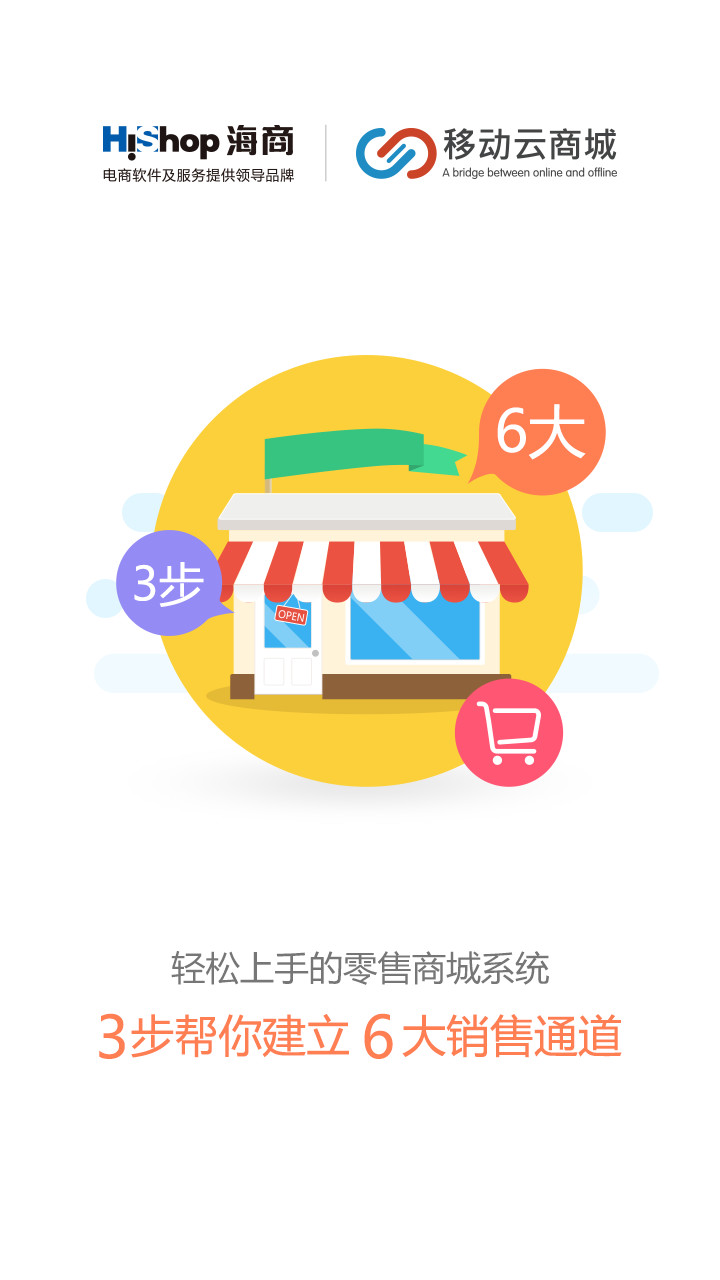 HiShop 海商
电商软件及服务提供领导品牌
移动云商城
A bridge between online and offline
6大
3步
OPEN
轻松上手的零售商城系统
3步帮你建立 6 大销售通道